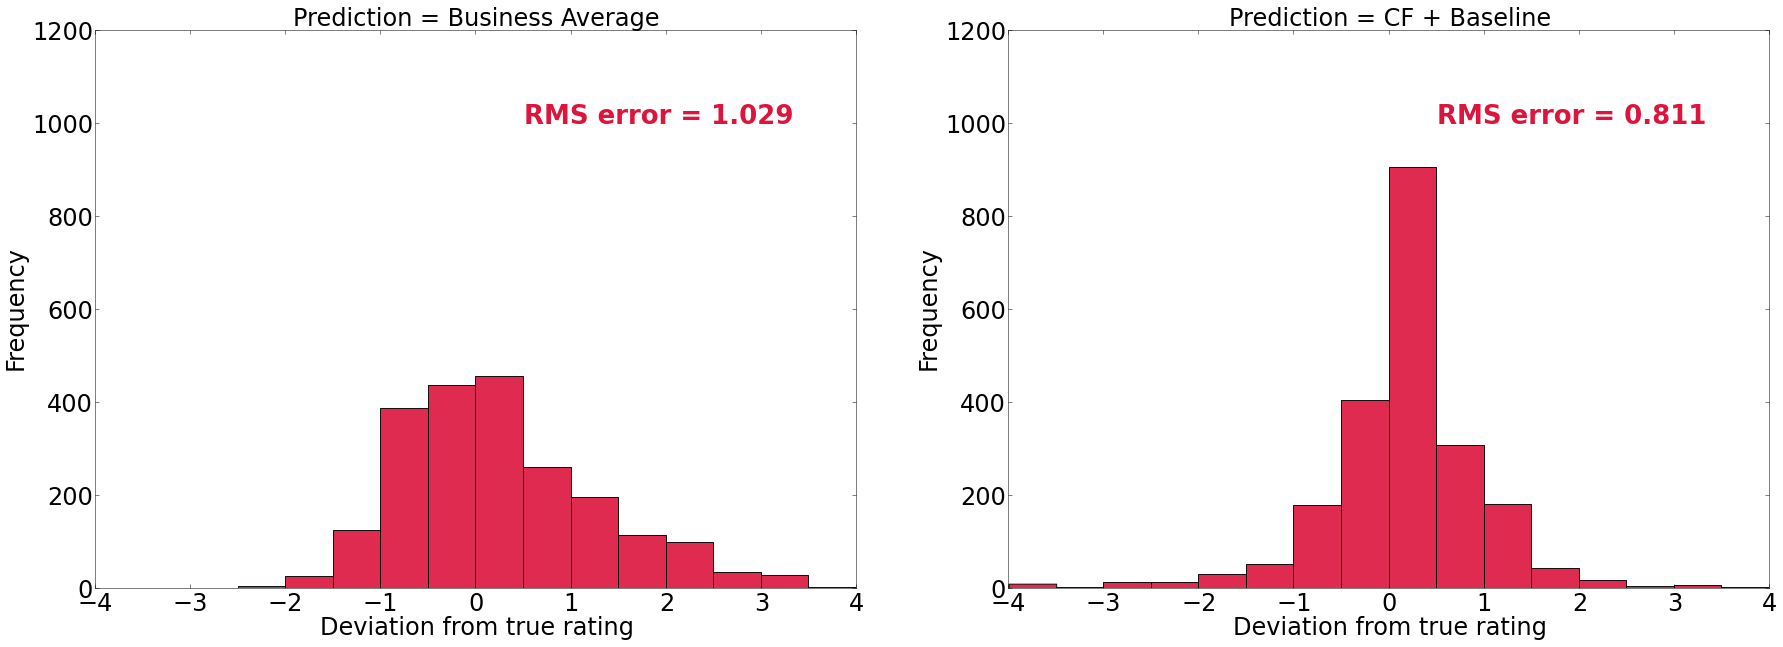 Prediction = Business Average
1200
1000
800
600
400
200
0
Frequency
RMS error = 1.029
−4 −3 −2 −1 0 1 2 3 4
Deviation from true rating
Prediction = CF + Baseline
1200
1000
800
600
400
200
0
Frequency
RMS error = 0.811
−4 −3 −2 −1 0 1 2 3 4
Deviation from true rating